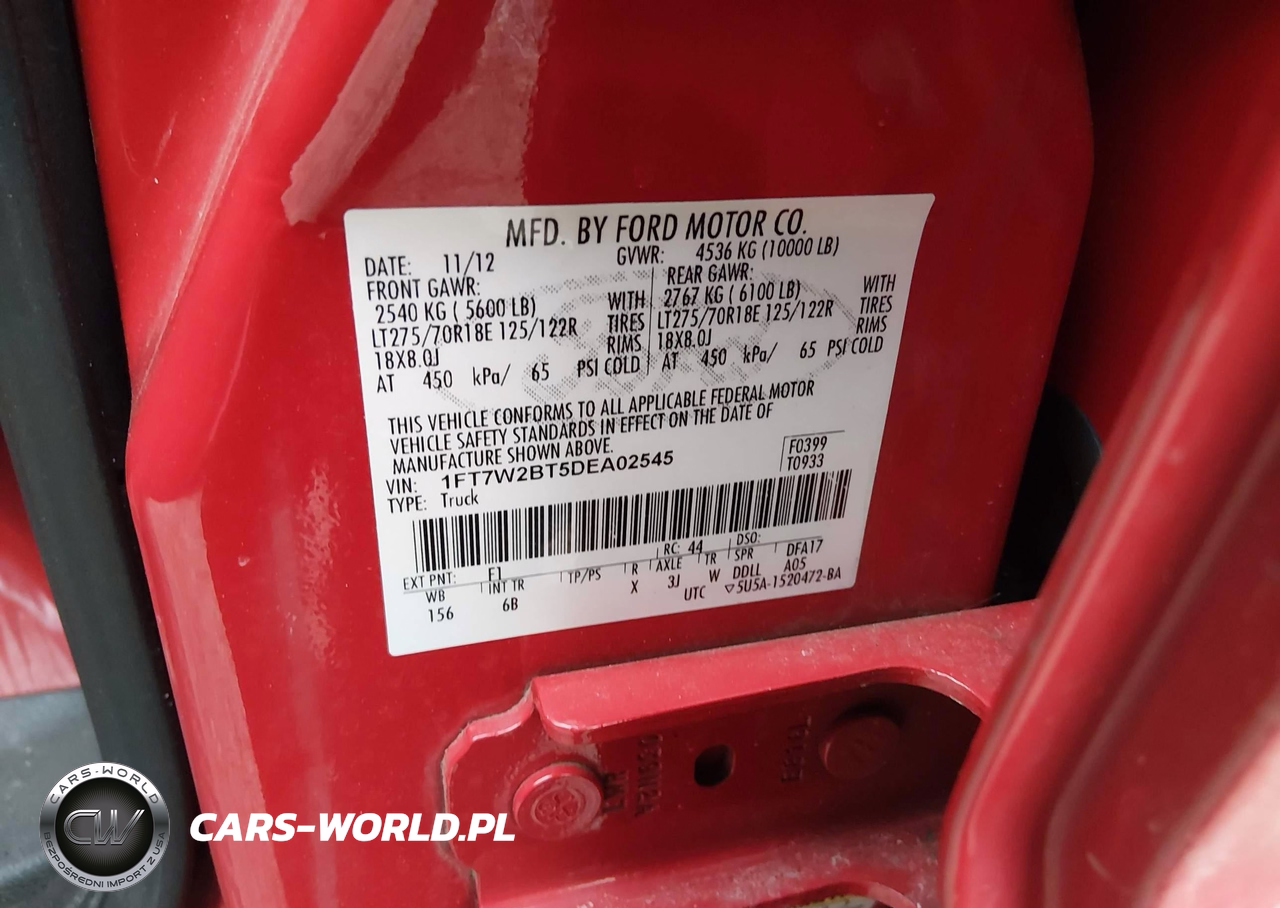 MFD. BY FORD MOTOR CO.
DATE: 11/12 GVWR: 4536 KG (10000 LB)
FRONT GAWR: REAR GAWR:
2540 KG ( 5600 LB) WITH 2767 KG ( 6100 LB) WITH
LT275/70R18E 125/122R TIRES LT275/70R18E 125/122R TIRES
18X8.0J RIMS 18X8.0J RIMS
AT 450 kPa/ 65 PSI COLD AT 450 kPa/ 65 PSI COLD
THIS VEHICLE CONFORMS TO ALL APPLICABLE FEDERAL MOTOR
VEHICLE SAFETY STANDARDS IN EFFECT ON THE DATE OF
MANUFACTURE SHOWN ABOVE.
VIN: 1FT7W2BT5DEA02545
TYPE: Truck
F0399
T0933
EXT PNT: F1 RC: 44 DSO:
WB INT TR TP/PS R AXLE TR SPR DFA17
156 6B X 3J W DDLL A05
UTC ▽5U5A-1520472-BA
CARS-WORLD
CW
BEZPOŚREDNI IMPORT Z USA
CARS-WORLD.PL